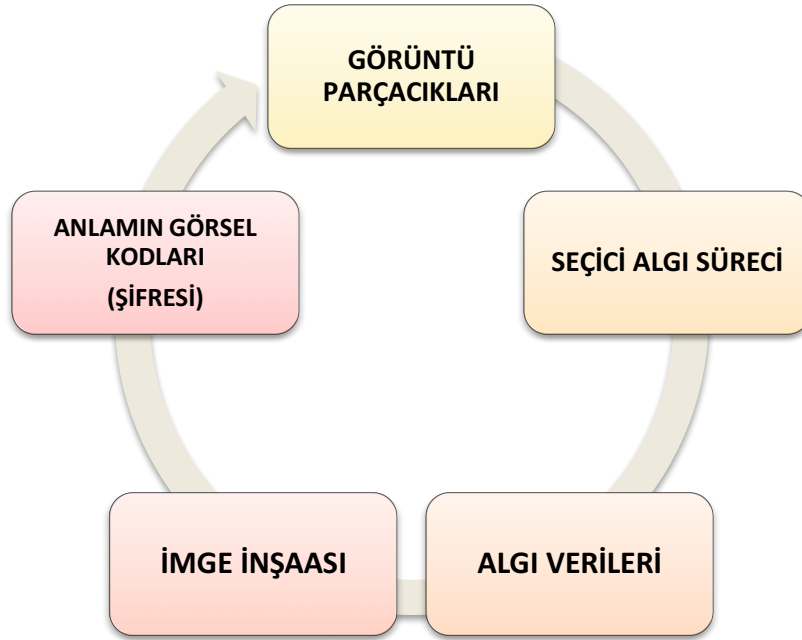 GÖRÜNTÜ
PARÇACIKLARI
SEÇİCİ ALGI SÜRECİ
ALGI VERİLERİ
İMGE İNŞAASI
ANLAMIN GÖRSEL
KODLARI
(ŞİFRESİ)